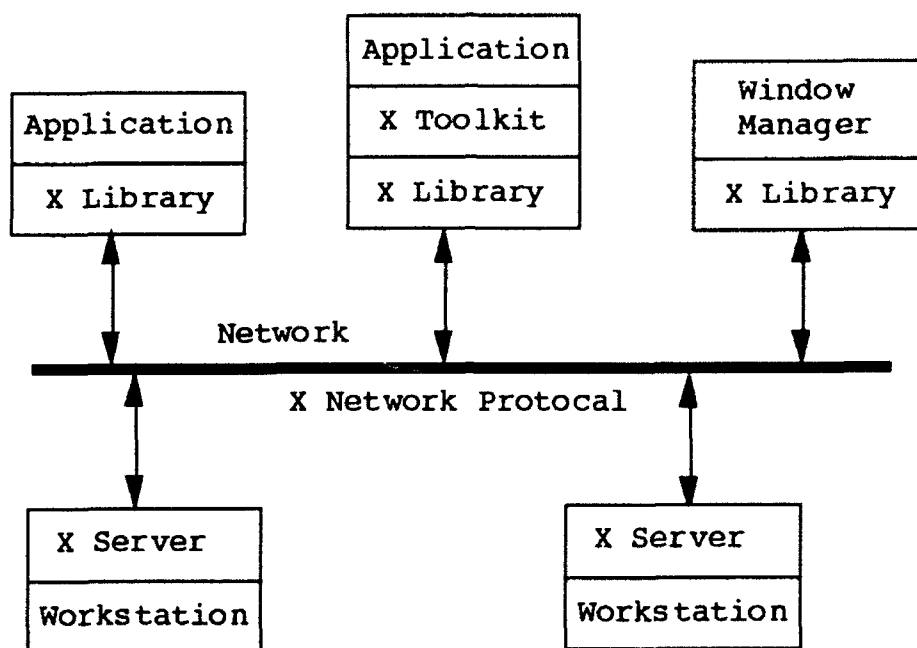 Application
X Library
Application
X Toolkit
X Library
Window
Manager
X Library
Network
X Network Protocal
X Server
Workstation
X Server
Workstation